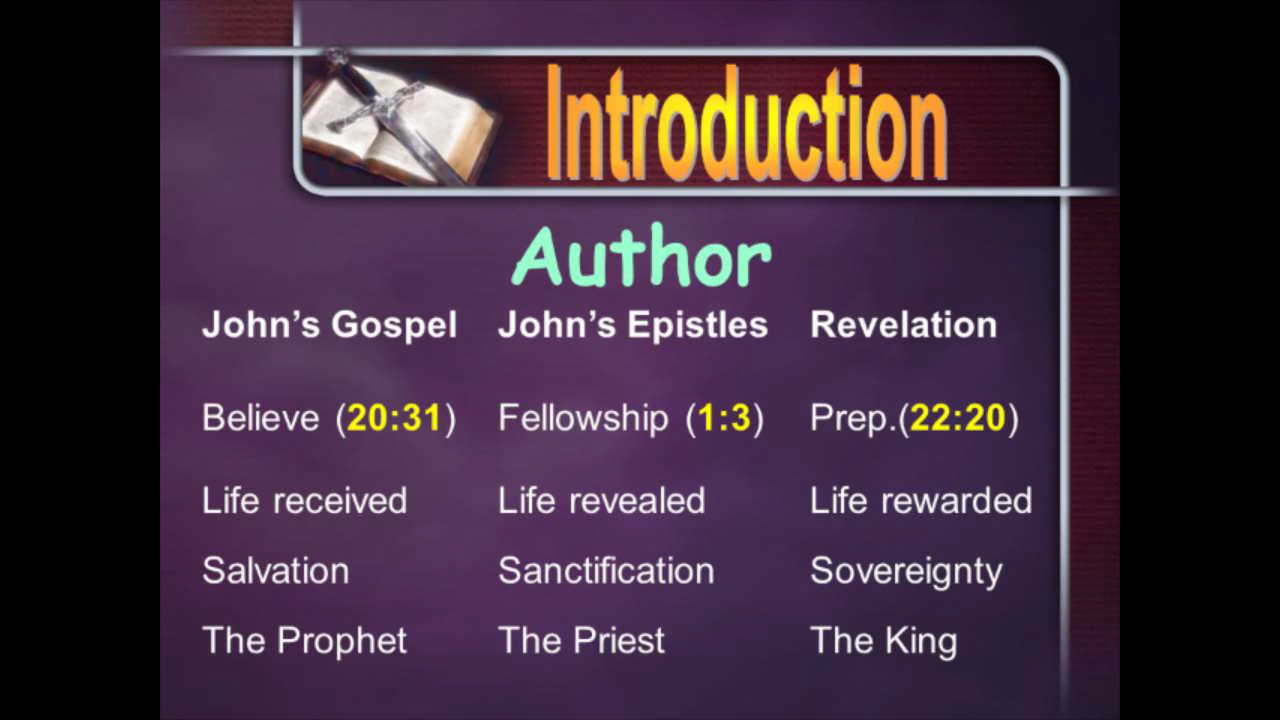 Introduction
Author
John's Gospel John's Epistles Revelation
Believe (20:31) Fellowship (1:3) Prep.(22:20)
Life received Life revealed Life rewarded
Salvation Sanctification Sovereignty
The Prophet The Priest The King